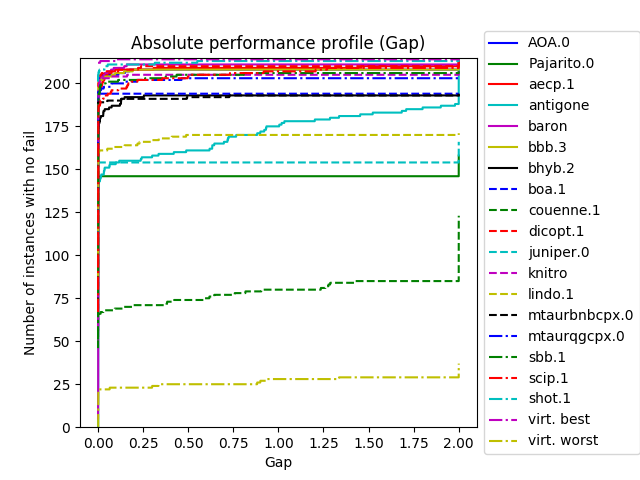 Absolute performance profile (Gap)
Number of instances with no fail
200
175
150
125
100
75
50
25
0
0.00 0.25 0.50 0.75 1.00 1.25 1.50 1.75 2.00
Gap
AOA.0
Pajarito.0
aecp.1
antigone
baron
bbb.3
bhyb.2
boa.1
couenne.1
dicopt.1
juniper.0
knitro
lindo.1
mtaurbnbcpx.0
mtaurqgcpx.0
sbb.1
scip.1
shot.1
virt. best
virt. worst